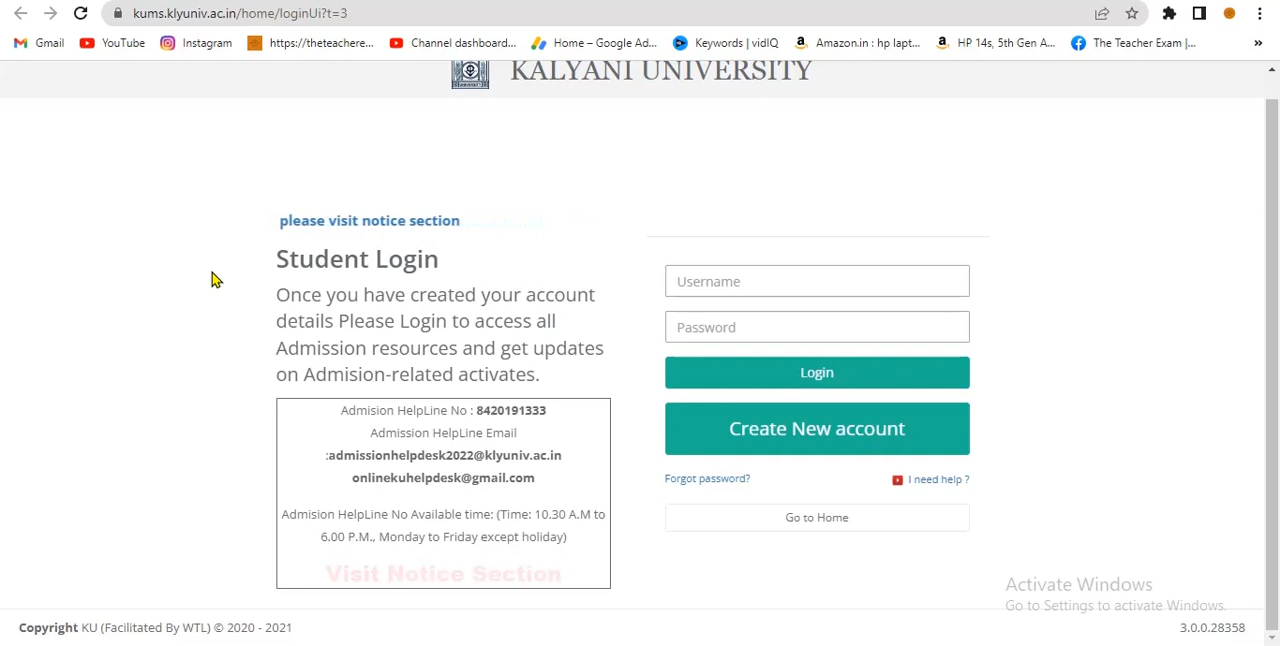 kums.klyuniv.ac.in/home/loginUi?t=3
Gmail
YouTube
Instagram
https://theteachere...
Channel dashboard...
Home – Google Ad...
Keywords | vidIQ
Amazon.in : hp lapt...
HP 14s, 5th Gen A...
The Teacher Exam |...
»
KALYANI UNIVERSITY
please visit notice section
Student Login
Once you have created your account
details Please Login to access all
Admission resources and get updates
on Admision-related activates.
Admision HelpLine No : 8420191333
Admission HelpLine Email
:admissionhelpdesk2022@klyuniv.ac.in
onlinekuhelpdesk@gmail.com
Admision HelpLine No Available time: (Time: 10.30 A.M to
6.00 P.M., Monday to Friday except holiday)
Visit Notice Section
Username
Password
Login
Create New account
Forgot password?
I need help ?
Go to Home
Activate Windows
Go to Settings to activate Windows.
Copyright KU (Facilitated By WTL) © 2020 - 2021
3.0.0.28358